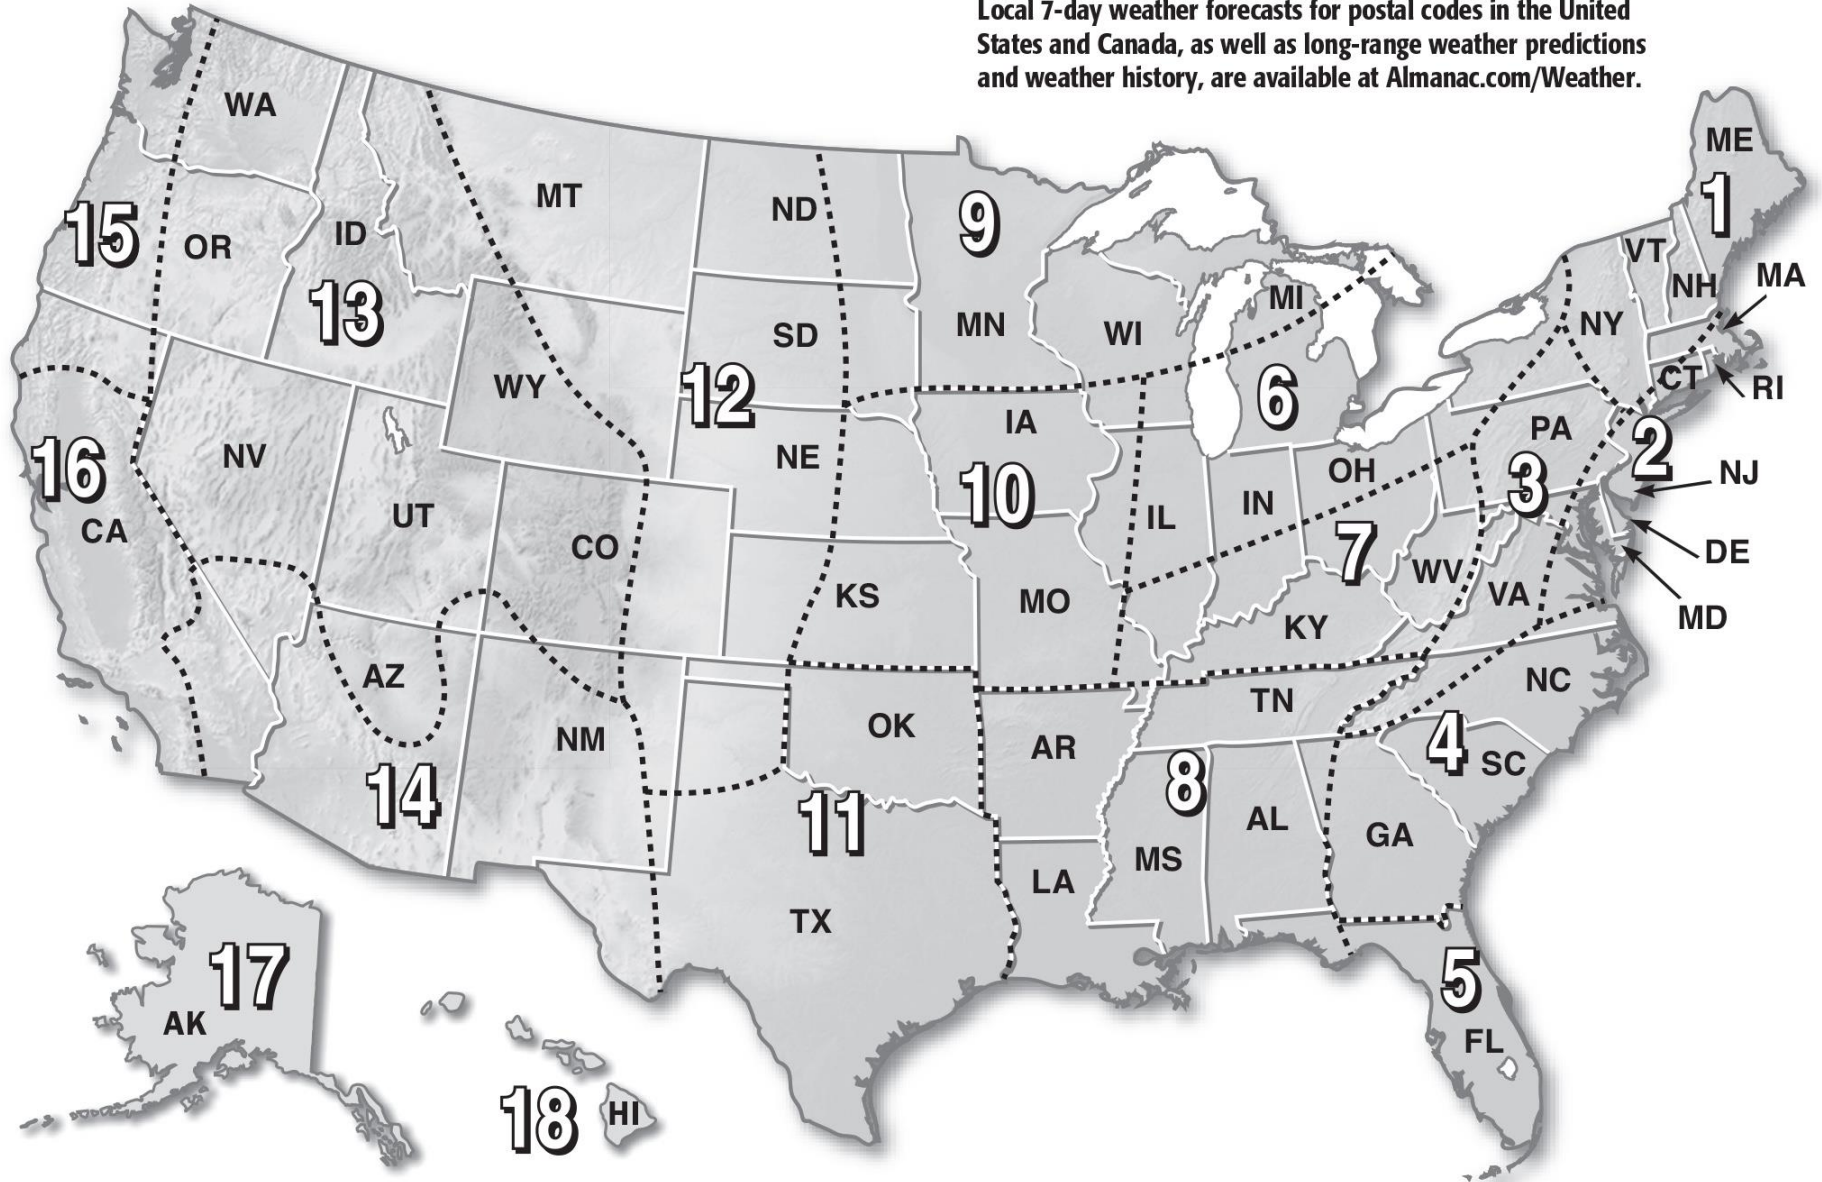 Local 7-day weather forecasts for postal codes in the United
States and Canada, as well as long-range weather predictions
and weather history, are available at Almanac.com/Weather.
WA
MT
ND
9
ME
1
15
OR
ID
13
MN
WI
MI
VT
NH
MA
NY
SD
WY
12
6
CT
RI
IA
PA
2
16
NV
NE
10
OH
3
NJ
CA
UT
CO
IL
IN
7
WV
VA
DE
KS
MO
KY
MD
AZ
NM
OK
AR
TN
NC
4
SC
14
11
8
AL
GA
MS
TX
LA
17
AK
5
FL
18
HI